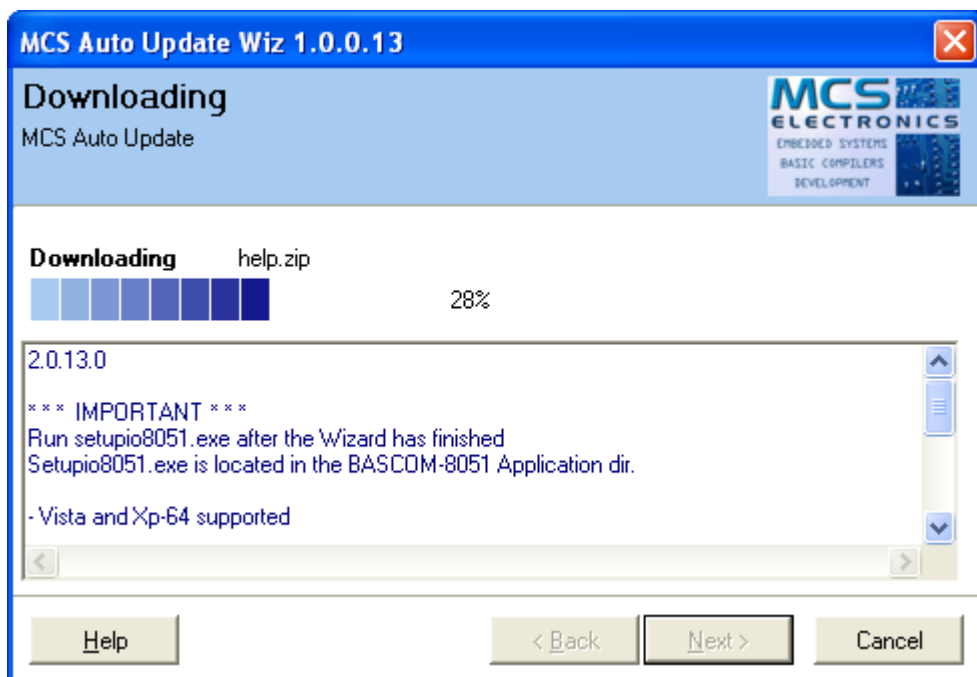 MCS Auto Update Wiz 1.0.0.13
Downloading
MCS Auto Update
MCS
ELECTRONICS
EMBEDDED SYSTEMS
BASIC COMPILERS
DEVELOPMENT
Downloading help.zip
28%
2.0.13.0
* * * IMPORTANT * * *
Run setupio8051.exe after the Wizard has finished
Setupio8051.exe is located in the BASCOM-8051 Application dir.
- Vista and Xp-64 supported
Help < Back Next > Cancel